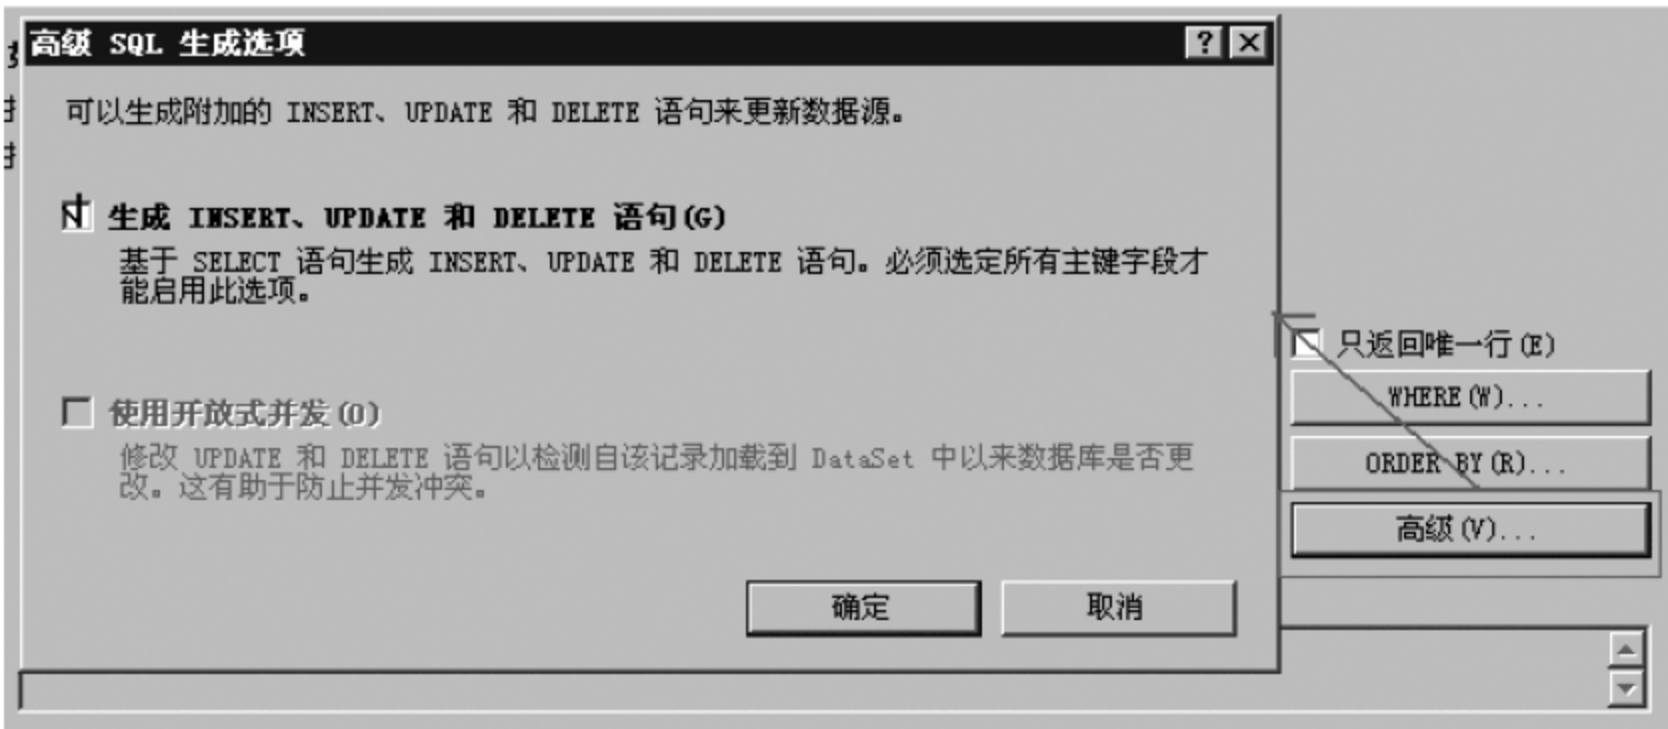 高级 SQL 生成选项
可以生成附加的 INSERT、UPDATE 和 DELETE 语句来更新数据源。
生成 INSERT、UPDATE 和 DELETE 语句(G)
基于 SELECT 语句生成 INSERT、UPDATE 和 DELETE 语句。必须选定所有主键字段才
能启用此选项。
只返回唯一行(E)
WHERE(W)...
使用开放式并发(O)
修改 UPDATE 和 DELETE 语句以检测自该记录加载到 DataSet 中以来数据库是否更
改。这有助于防止并发冲突。
ORDER BY(R)...
高级(V)...
确定
取消